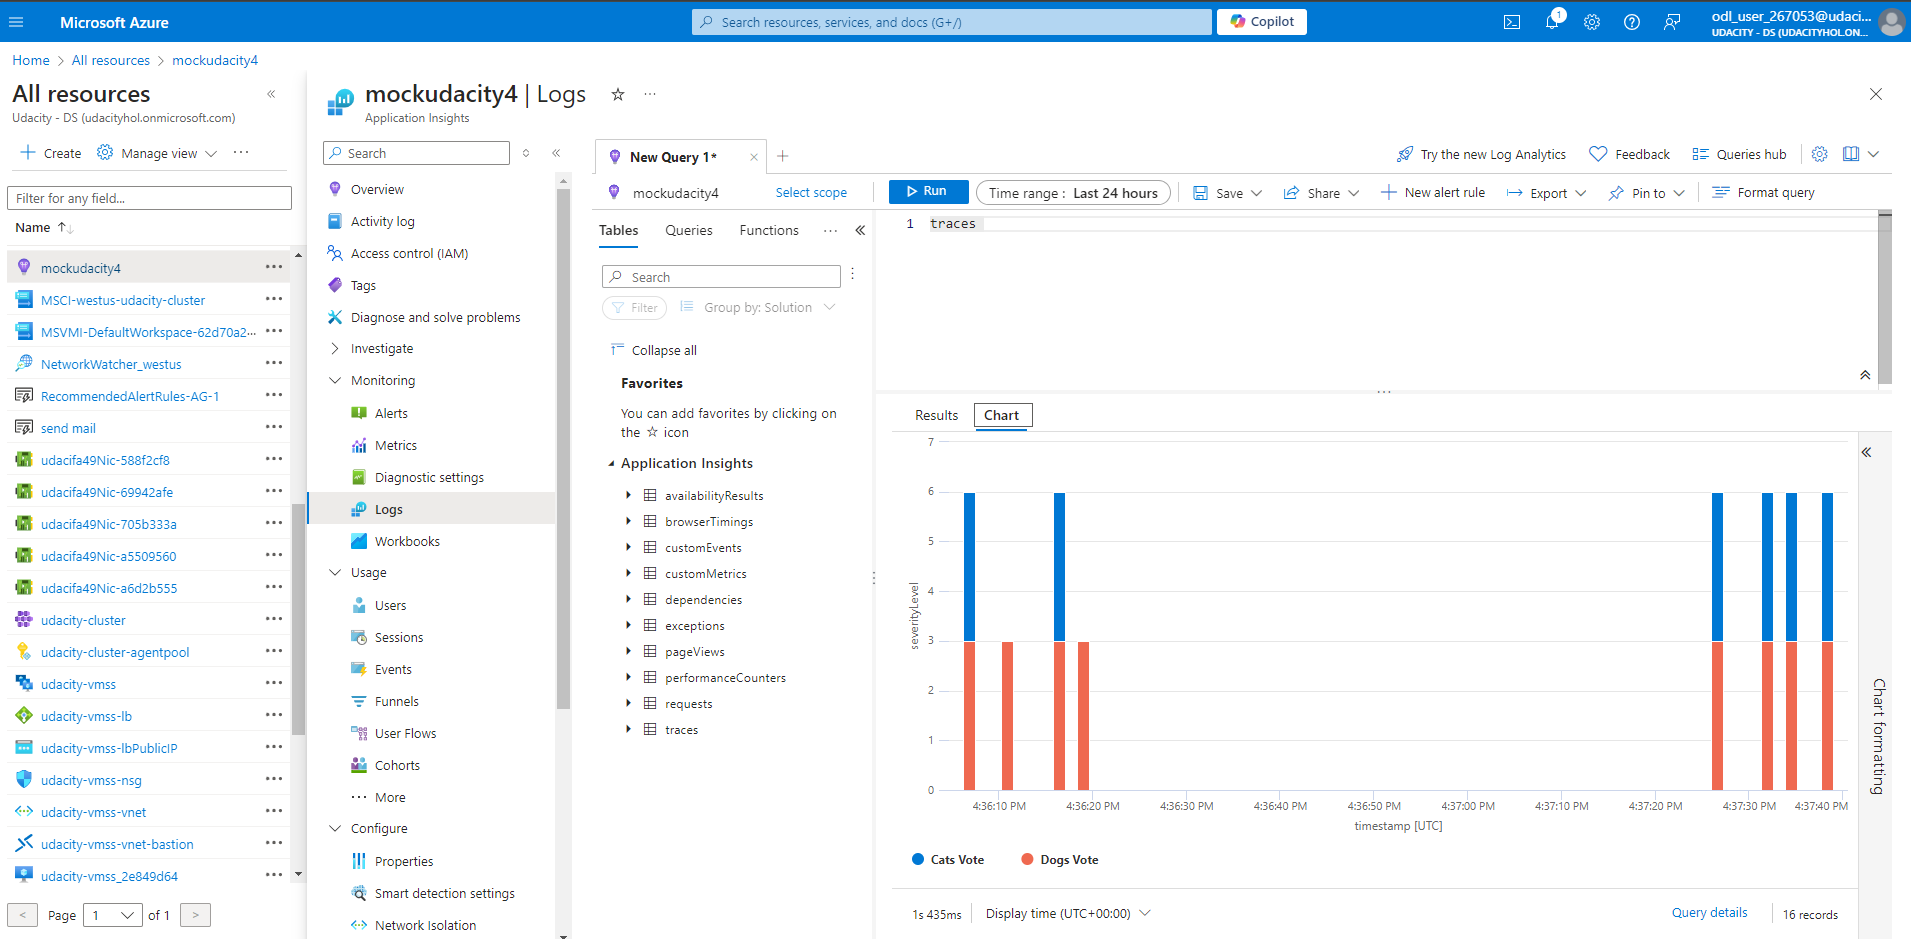 Microsoft Azure
Search resources, services, and docs (G+/)
Copilot
1
odl_user_267053@udaci...
UDACITY - DS (UDACITYHOL.ON...
Home > All resources > mockudacity4
All resources
Udacity - DS (udacityhol.onmicrosoft.com)
Create
Manage view
Filter for any field...
Name
mockudacity4
MSCI-westus-udacity-cluster
MSVMI-DefaultWorkspace-62d70a2...
NetworkWatcher_westus
RecommendedAlertRules-AG-1
send mail
udacifa49Nic-588f2cf8
udacifa49Nic-69942afe
udacifa49Nic-705b333a
udacifa49Nic-a5509560
udacifa49Nic-a6d2b555
udacity-cluster
udacity-cluster-agentpool
udacity-vmss
udacity-vmss-lb
udacity-vmss-lbPublicIP
udacity-vmss-nsg
udacity-vmss-vnet
udacity-vmss-vnet-bastion
udacity-vmss_2e849d64
< Page 1 of 1 >
mockudacity4 | Logs
Application Insights
Search
Overview
Activity log
Access control (IAM)
Tags
Diagnose and solve problems
Investigate
Monitoring
Alerts
Metrics
Diagnostic settings
Logs
Workbooks
Usage
Users
Sessions
Events
Funnels
User Flows
Cohorts
More
Configure
Properties
Smart detection settings
Network Isolation
New Query 1*
Try the new Log Analytics
Feedback
Queries hub
mockudacity4
Select scope
Run
Time range : Last 24 hours
Save
Share
New alert rule
Export
Pin to
Format query
Tables
Queries
Functions
Search
Filter
Group by: Solution
Collapse all
Favorites
You can add favorites by clicking on
the ☆ icon
Application Insights
availabilityResults
browserTimings
customEvents
customMetrics
dependencies
exceptions
pageViews
performanceCounters
requests
traces
1 traces
Results
Chart
7
6
5
4
3
2
1
0
severityLevel
4:36:10 PM
4:36:20 PM
4:36:30 PM
4:36:40 PM
4:36:50 PM
4:37:00 PM
4:37:10 PM
4:37:20 PM
4:37:30 PM
4:37:40 PM
timestamp [UTC]
Cats Vote
Dogs Vote
Chart formatting
1s 435ms
Display time (UTC+00:00)
Query details
16 records